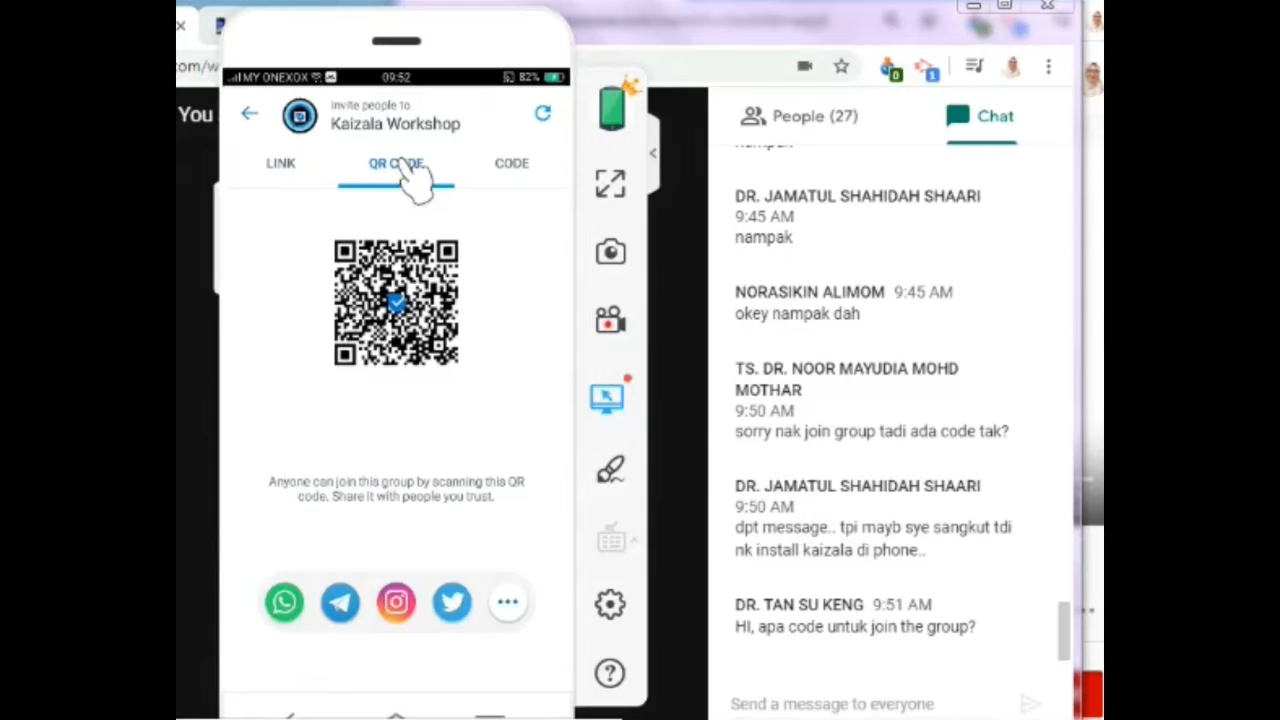 com/w
You
MY ONEXOX
09:52
82%
Invite people to
Kaizala Workshop
LINK
QR CODE
CODE
Anyone can join this group by scanning this QR
code. Share it with people you trust.
0
1
People (27)
Chat
DR. JAMATUL SHAHIDAH SHAARI
9:45 AM
nampak
NORASIKIN ALIMOM 9:45 AM
okey nampak dah
TS. DR. NOOR MAYUDIA MOHD
MOTHAR
9:50 AM
sorry nak join group tadi ada code tak?
DR. JAMATUL SHAHIDAH SHAARI
9:50 AM
dpt message.. tpi mayb sye sangkut tdi
nk install kaizala di phone..
DR. TAN SU KENG 9:51 AM
HI, apa code untuk join the group?
Send a message to everyone